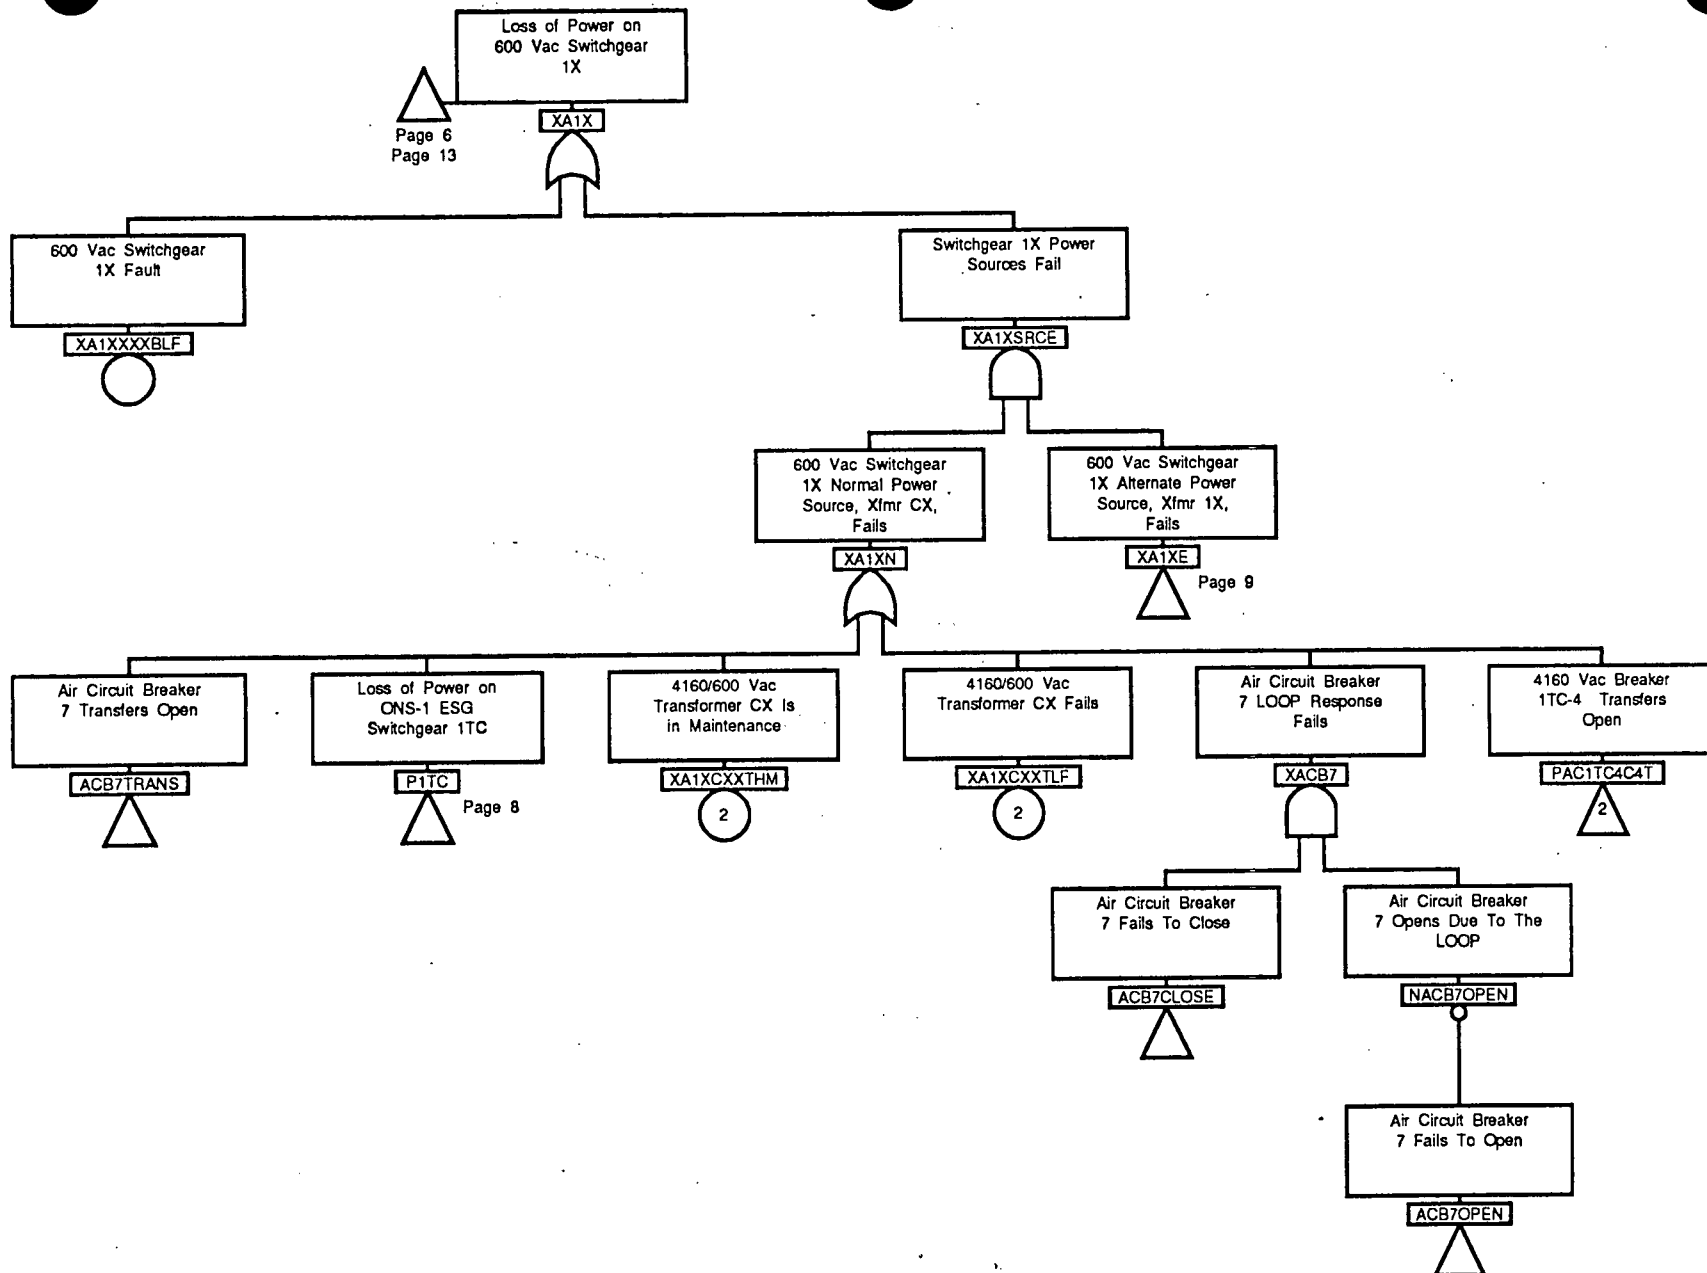 Loss of Power on
600 Vac Switchgear
1X
Page 6
Page 13
XA1X
600 Vac Switchgear
1X Fault
XA1XXXXBLF
Switchgear 1X Power
Sources Fail
XA1XSRCE
600 Vac Switchgear
1X Normal Power
Source, Xfmr CX,
Fails
XA1XN
600 Vac Switchgear
1X Alternate Power
Source, Xfmr 1X,
Fails
XA1XE
Page 9
Air Circuit Breaker
7 Transfers Open
ACB7TRANS
Loss of Power on
ONS-1 ESG
Switchgear 1TC
P1TC
Page 8
4160/600 Vac
Transformer CX Is
in Maintenance
XA1XCXXTHM
2
4160/600 Vac
Transformer CX Fails
XA1XCXXTLF
2
Air Circuit Breaker
7 LOOP Response
Fails
XACB7
4160 Vac Breaker
1TC-4 Transfers
Open
PAC1TC4C4T
2
Air Circuit Breaker
7 Fails To Close
ACB7CLOSE
Air Circuit Breaker
7 Opens Due To The
LOOP
NACB7OPEN
Air Circuit Breaker
7 Fails To Open
ACB7OPEN